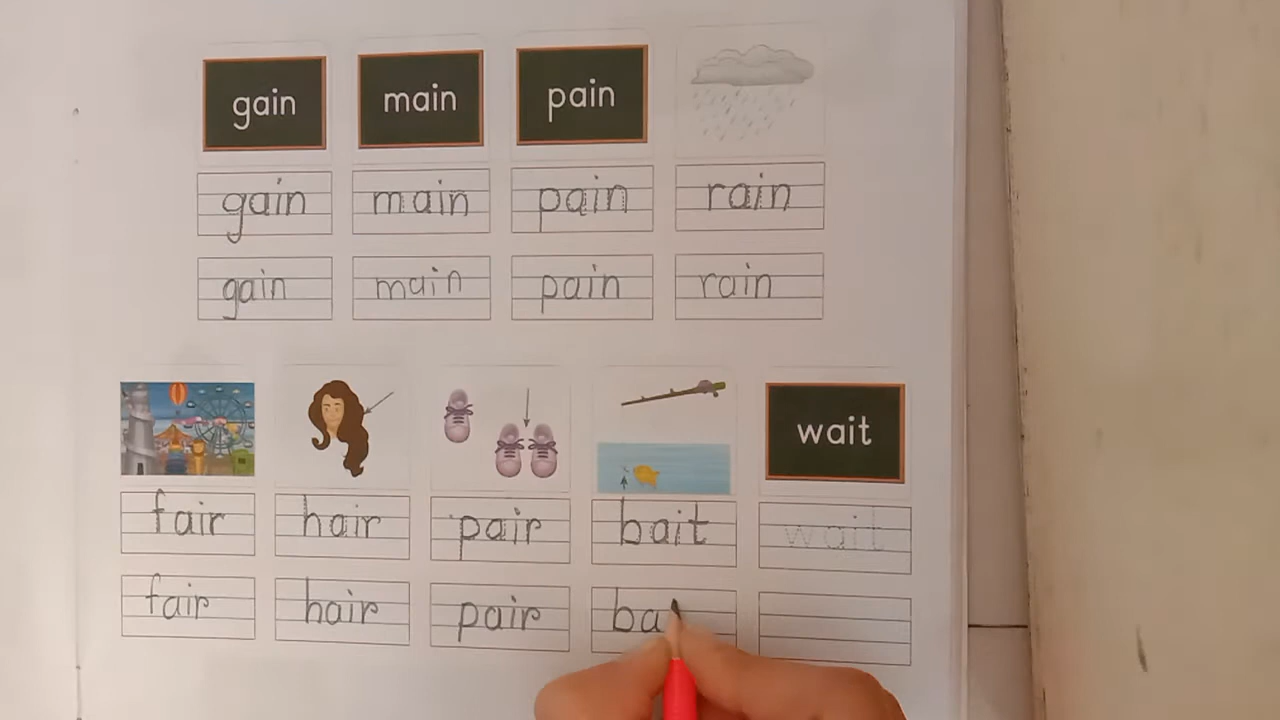 gain main pain
gain main pain rain
gain main pain rain
wait
fair hair pair bait wait
fair hair pair ba